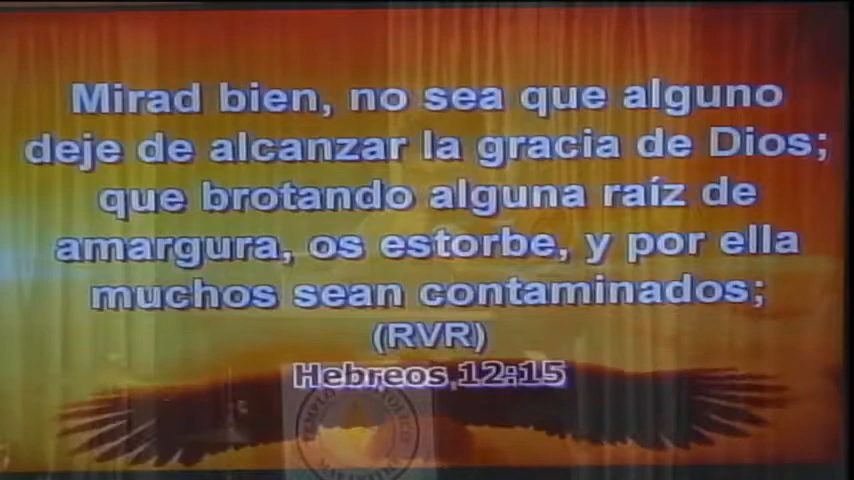 Mirad bien, no sea que alguno
deje de alcanzar la gracia de Dios;
que brotando alguna raíz de
amargura, os estorbe, y por ella
muchos sean contaminados;
(RVR)
Hebreos 12:15